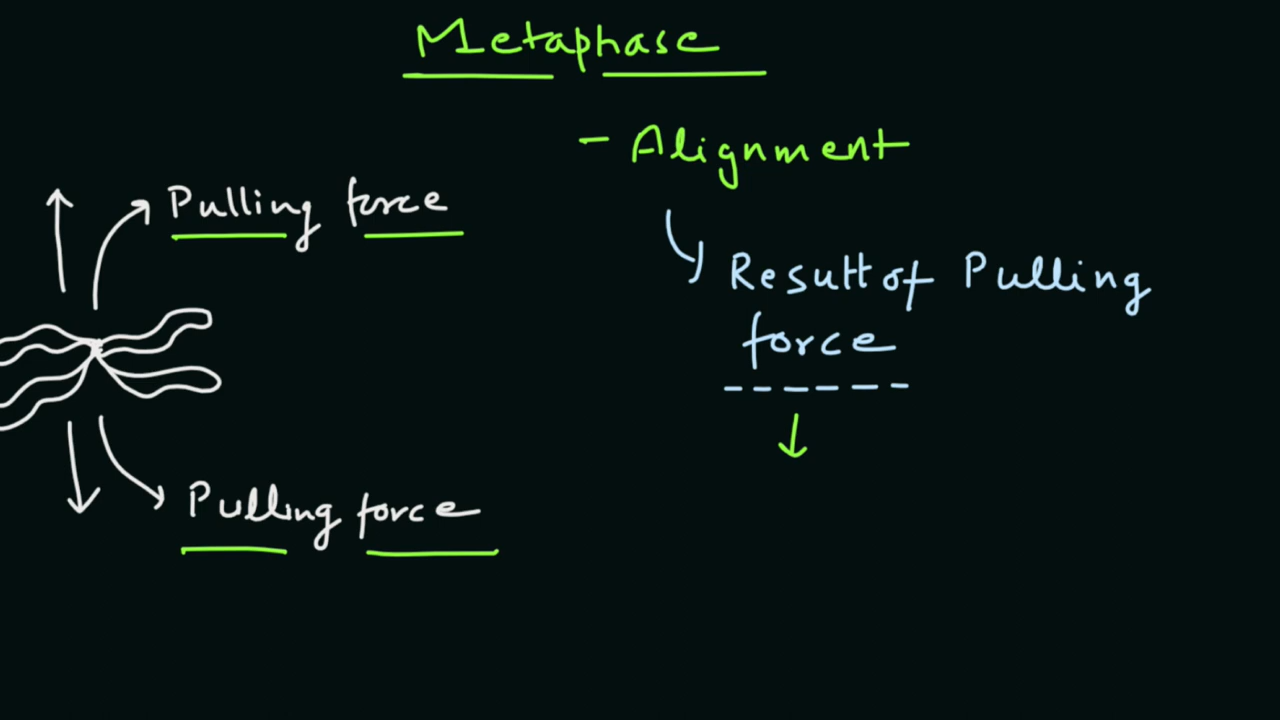 Metaphase
- Alignment
Pulling force
Result of Pulling
force
Pulling force